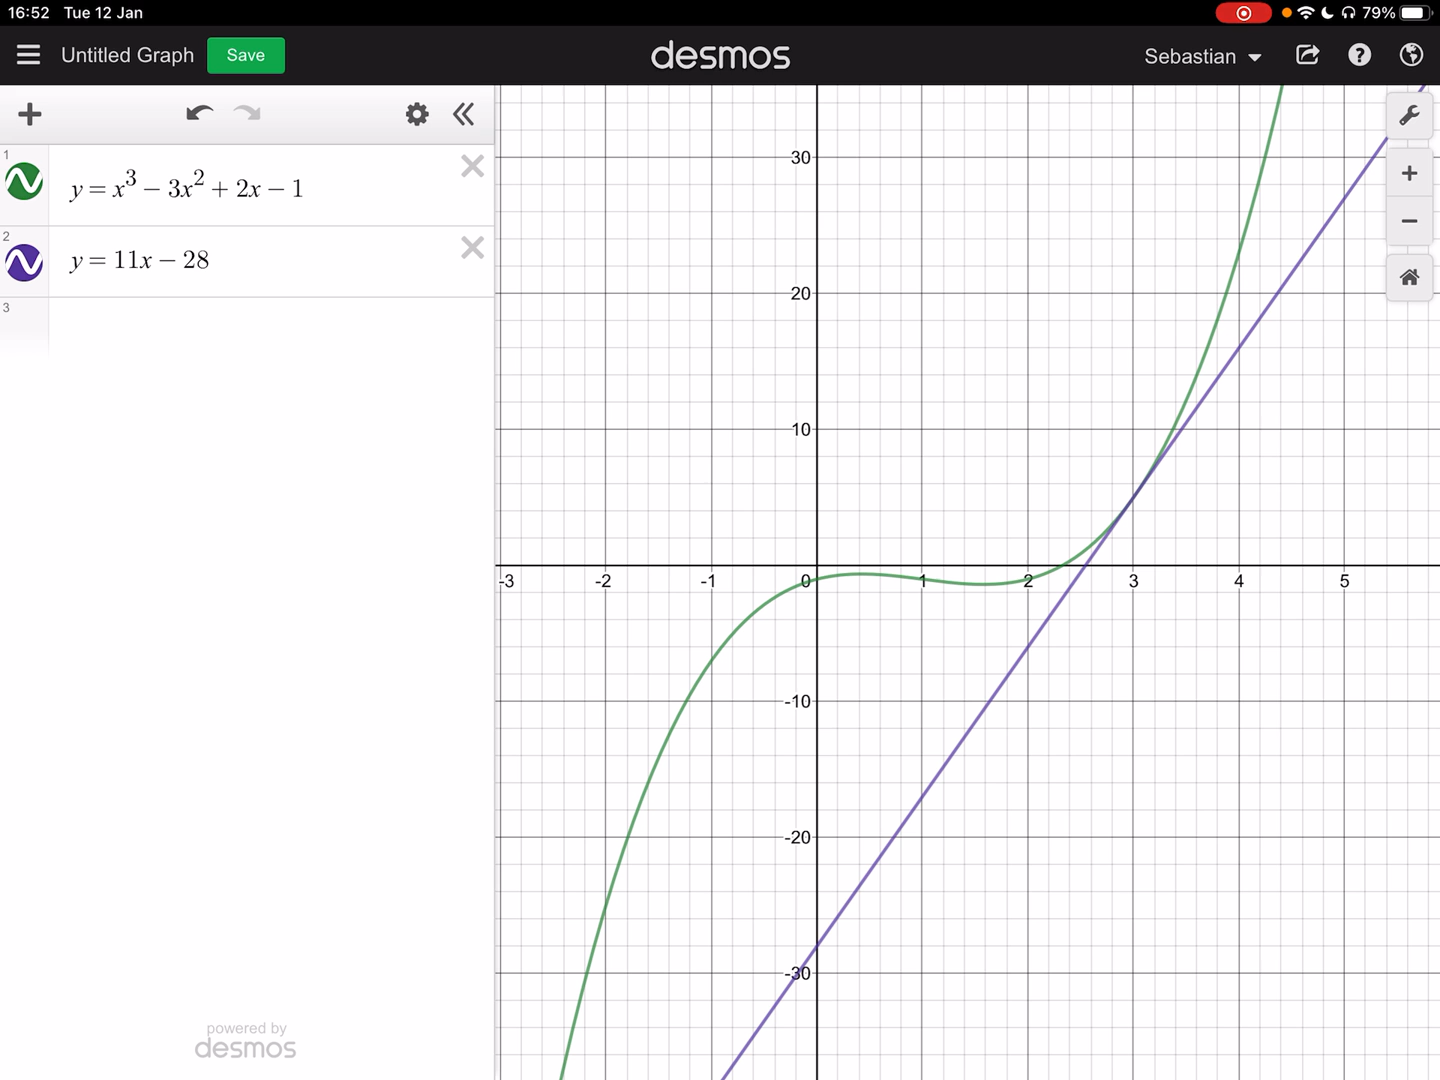 16:52 Tue 12 Jan 79%
Untitled Graph Save desmos Sebastian ?
1
y = x³ − 3x² + 2x − 1
2
y = 11x − 28
3
30
20
10
-3 -2 -1 0 1 2 3 4 5
-10
-20
-30
powered by
desmos